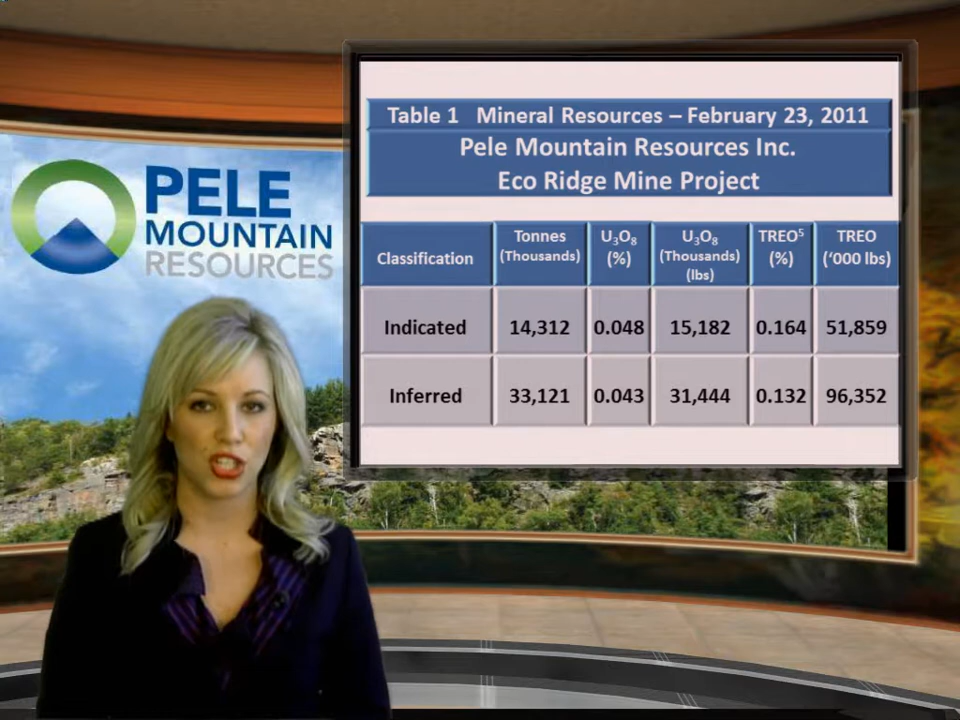 PELE
MOUNTAIN
RESOURCES
Table 1 Mineral Resources – February 23, 2011
Pele Mountain Resources Inc.
Eco Ridge Mine Project
Classification Tonnes (Thousands) U₃O₈ (%) U₃O₈ (Thousands) (lbs) TREO⁵ (%) TREO (‘000 lbs)
Indicated 14,312 0.048 15,182 0.164 51,859
Inferred 33,121 0.043 31,444 0.132 96,352